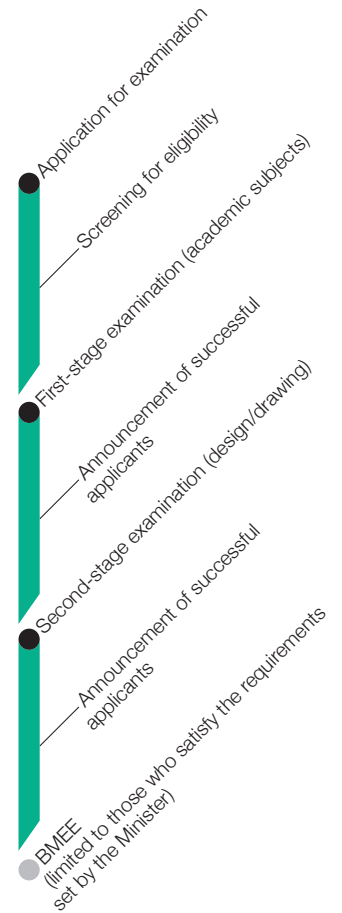 Application for examination
Screening for eligibility
First-stage examination (academic subjects)
Announcement of successful
applicants
Second-stage examination (design/drawing)
Announcement of successful
applicants
BMEE
(limited to those who satisfy the requirements
set by the Minister)